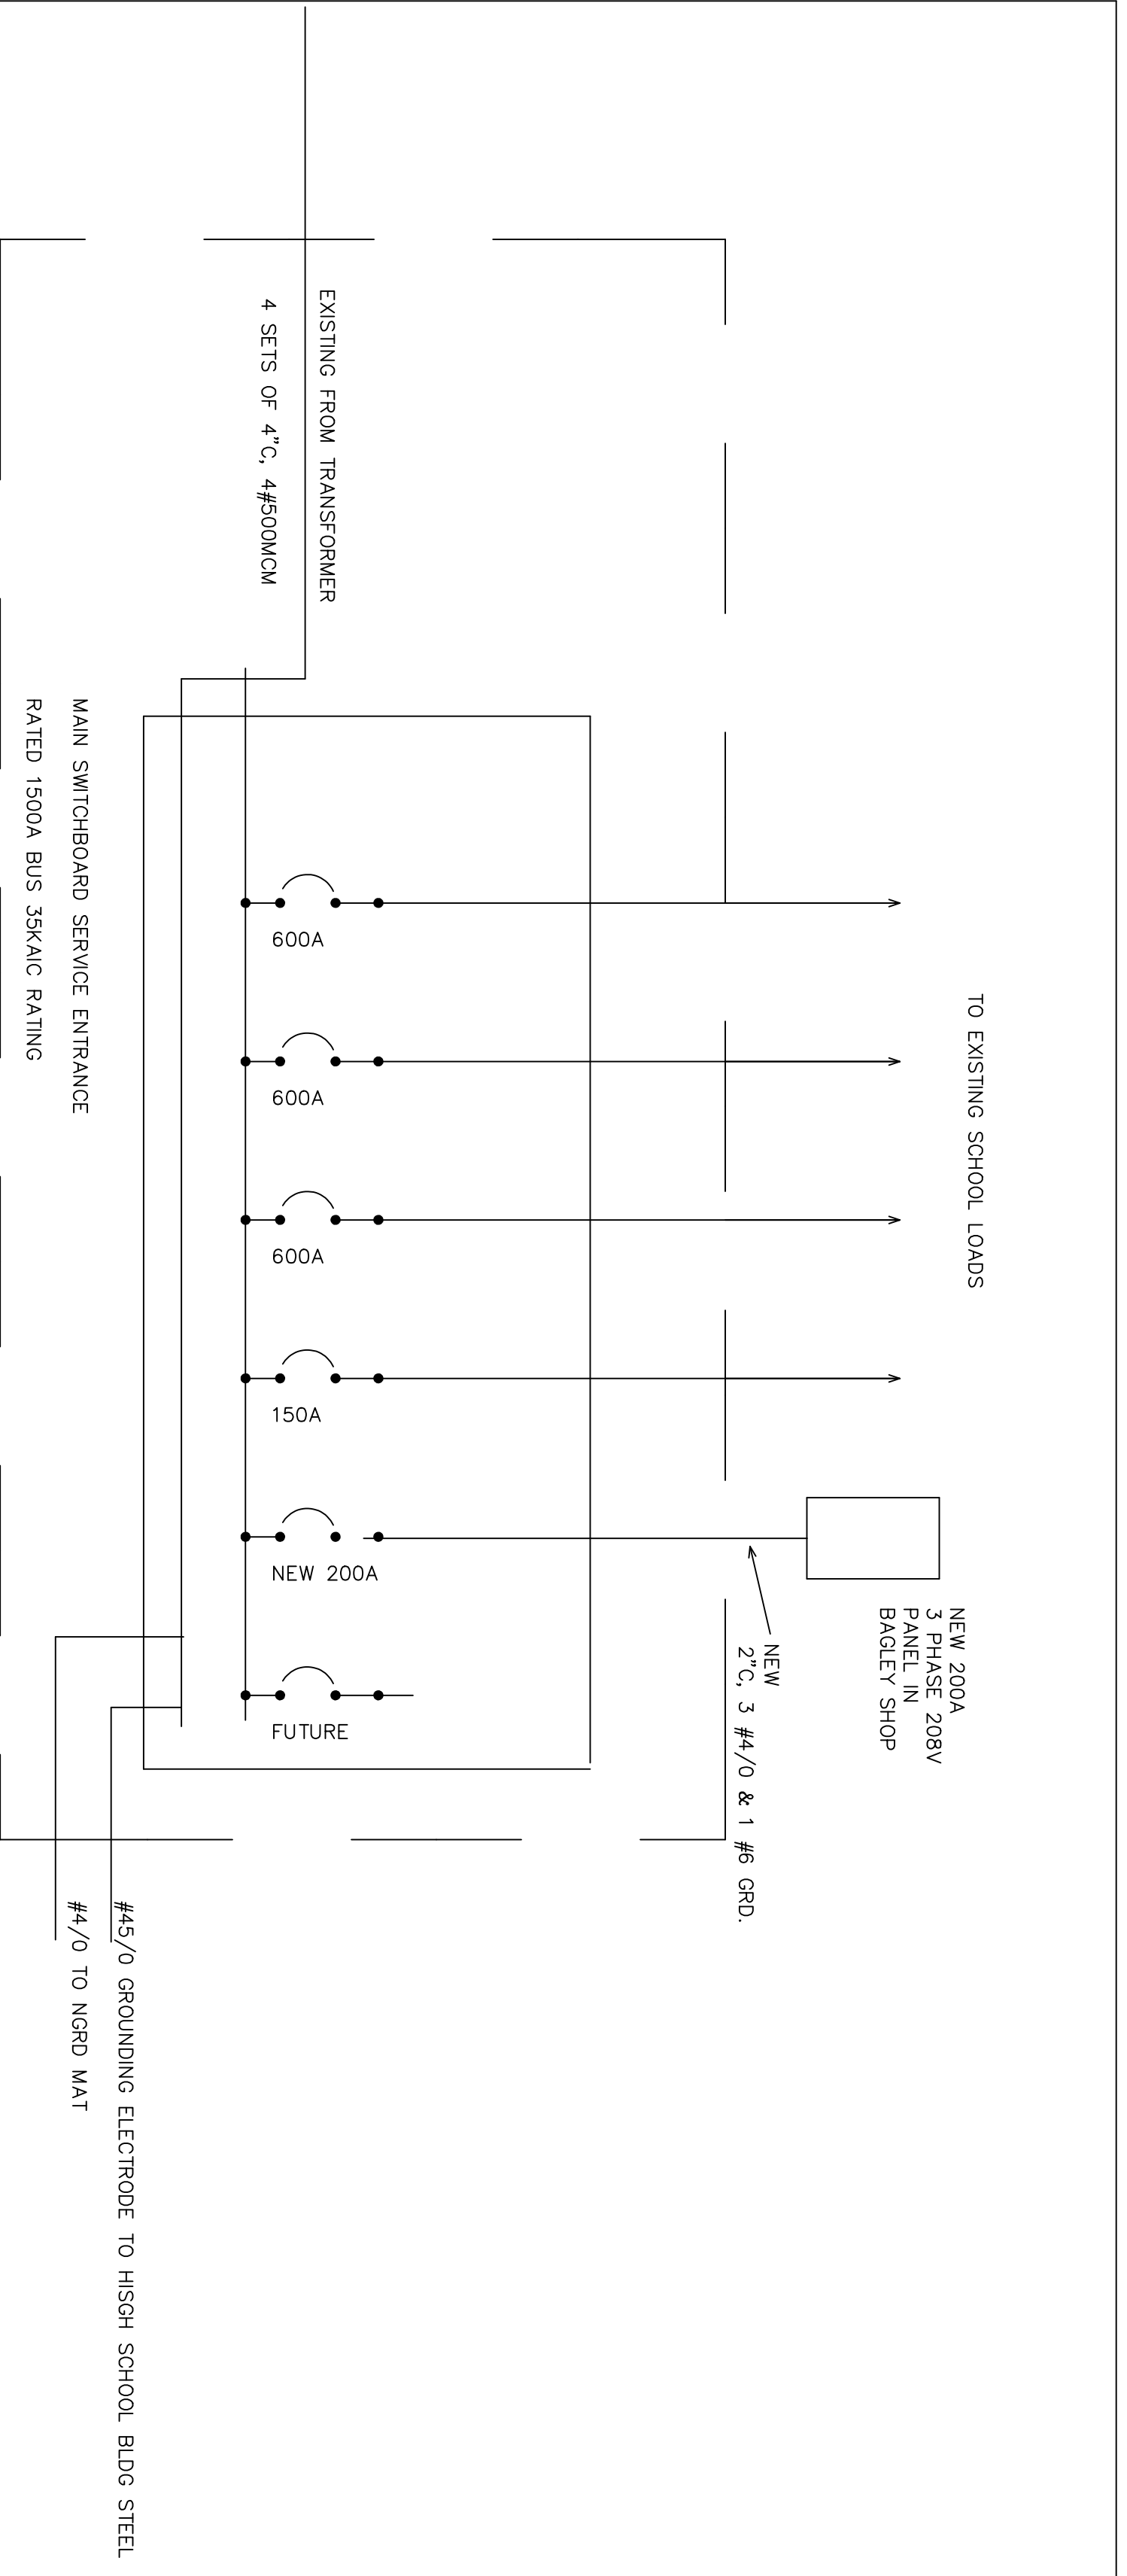 TO EXISTING SCHOOL LOADS
NEW 200A
3 PHASE 208V
PANEL IN
BAGLEY SHOP
NEW
2"C, 3 #4/0 & 1 #6 GRD.
EXISTING FROM TRANSFORMER
4 SETS OF 4"C, 4#500MCM
600A
600A
600A
150A
NEW 200A
FUTURE
MAIN SWITCHBOARD SERVICE ENTRANCE
RATED 1500A BUS 35KAIC RATING
#45/0 GROUNDING ELECTRODE TO HISGH SCHOOL BLDG STEEL
#4/0 TO NGRD MAT